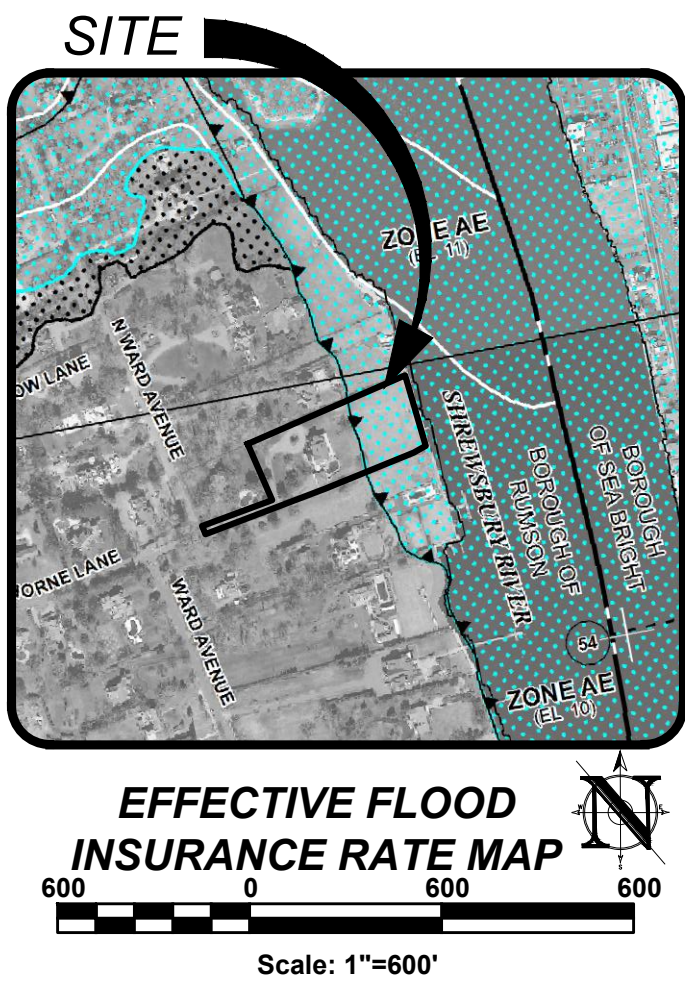 SITE
ZONE AE
(EL 11)
OW LANE
N WARD AVENUE
SHREWSBURY RIVER
BOROUGH OF
RUMSON
BOROUGH
OF SEA BRIGHT
ORNE LANE
WARD AVENUE
54
ZONE AE
(EL 10)
EFFECTIVE FLOOD
INSURANCE RATE MAP
N
W
E
S
600 0 600 600
Scale: 1"=600'